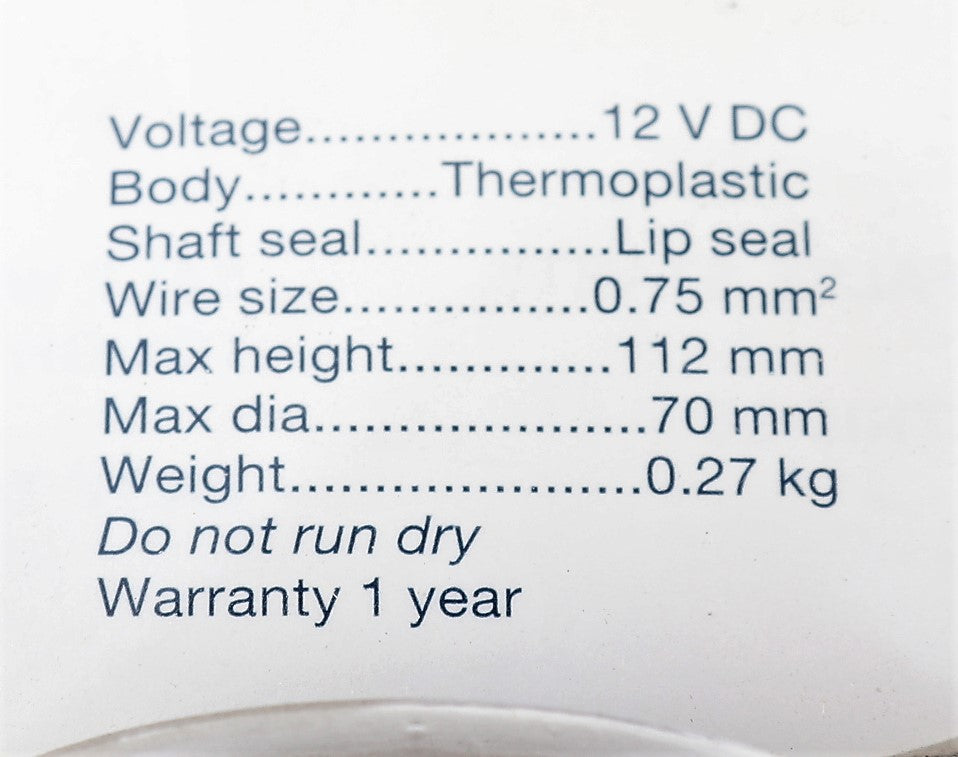 Voltage..................12 V DC
Body............Thermoplastic
Shaft seal...............Lip seal
Wire size...............0.75 mm²
Max height.............112 mm
Max dia.....................70 mm
Weight......................0.27 kg
Do not run dry
Warranty 1 year